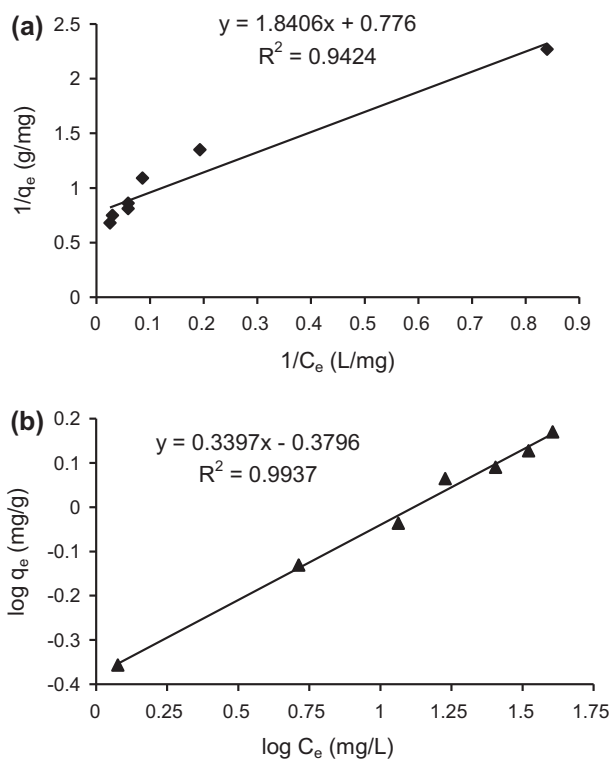 (a)
y = 1.8406x + 0.776
R² = 0.9424
2.5
2
1.5
1
0.5
0
1/qₑ (g/mg)
0 0.1 0.2 0.3 0.4 0.5 0.6 0.7 0.8 0.9
1/Cₑ (L/mg)
(b)
y = 0.3397x - 0.3796
R² = 0.9937
0.2
0.1
0
-0.1
-0.2
-0.3
-0.4
log qₑ (mg/g)
0 0.25 0.5 0.75 1 1.25 1.5 1.75
log Cₑ (mg/L)